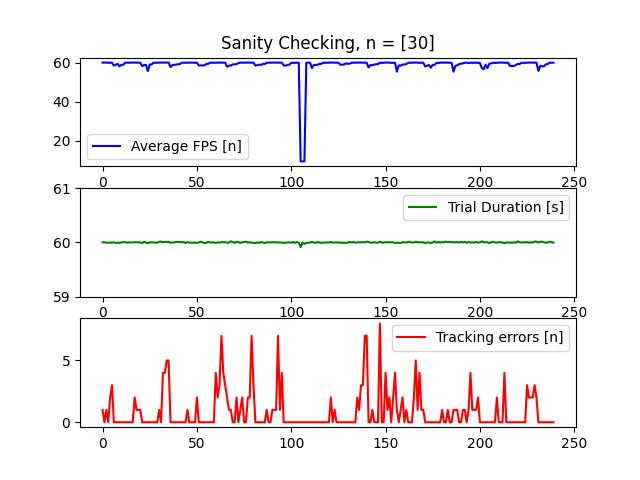 Sanity Checking, n = [30]
60
40
20
Average FPS [n]
0 50 100 150 200 250
61
60
59
Trial Duration [s]
0 50 100 150 200 250
5
0
Tracking errors [n]
0 50 100 150 200 250